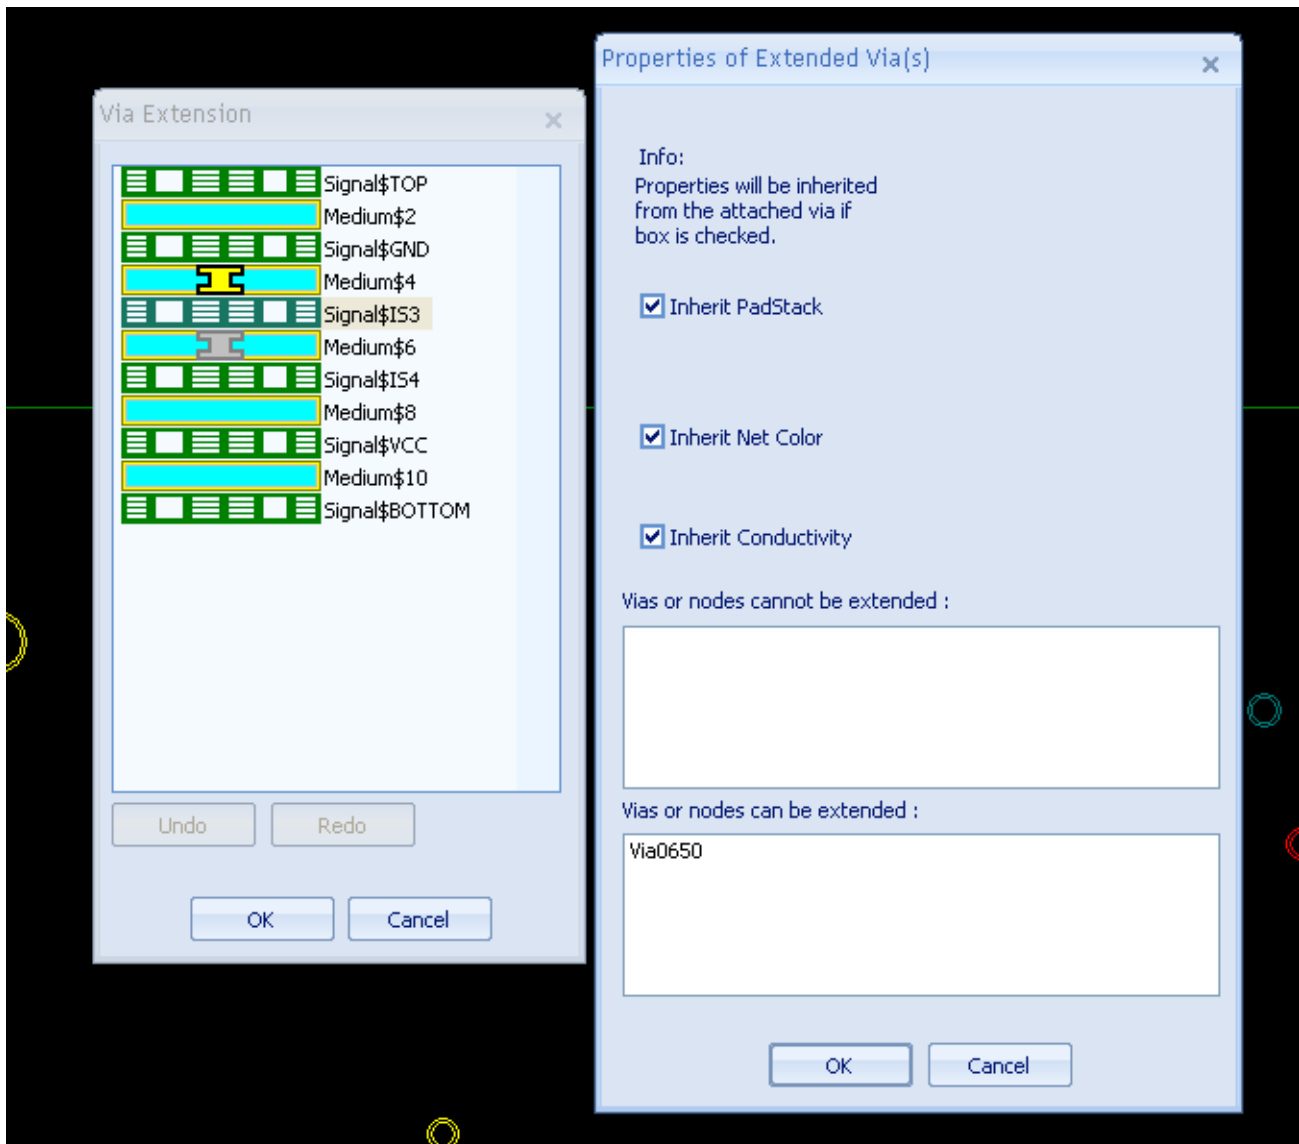 Via Extension
Signal$TOP
Medium$2
Signal$GND
Medium$4
Signal$IS3
Medium$6
Signal$IS4
Medium$8
Signal$VCC
Medium$10
Signal$BOTTOM
Undo
Redo
OK
Cancel
Properties of Extended Via(s)
Info:
Properties will be inherited
from the attached via if
box is checked.
Inherit PadStack
Inherit Net Color
Inherit Conductivity
Vias or nodes cannot be extended :
Vias or nodes can be extended :
Via0650
OK
Cancel